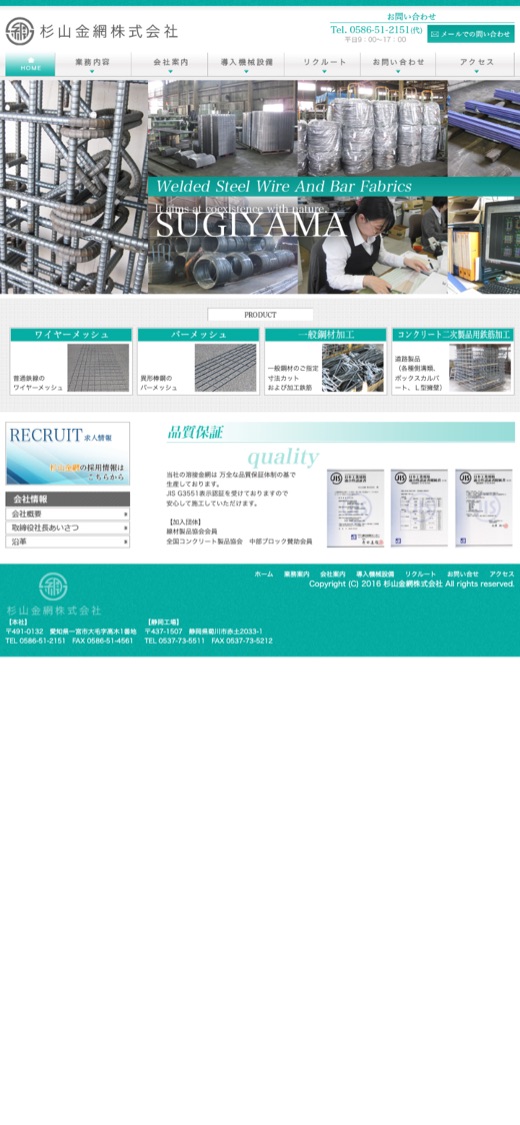 杉山金網株式会社
お問い合わせ
Tel. 0586-51-2151(代)
平日9：00～17：00
メールでの問い合わせ
HOME
業務内容
会社案内
導入機械設備
リクルート
お問い合わせ
アクセス
Welded Steel Wire And Bar Fabrics
It aims at coexistence with nature.
SUGIYAMA
PRODUCT
ワイヤーメッシュ
普通鉄線の
ワイヤーメッシュ
バーメッシュ
異形棒鋼の
バーメッシュ
一般鋼材加工
一般鋼材のご指定
寸法カット
および加工鉄筋
コンクリート二次製品用鉄筋加工
道路製品
（各種側溝類、
ボックスカルバ
ート、Ｌ型擁壁）
RECRUIT 求人情報
杉山金網の採用情報は
こちらから
会社情報
会社概要
取締役社長あいさつ
沿革
品質保証
quality
当社の溶接金網は 万全な品質保証体制の基で
生産しております。
JIS G3551表示認証を受けておりますので
安心して施工していただけます。
【加入団体】
線材製品協会会員
全国コンクリート製品協会　中部ブロック賛助会員
JIS
JIS
JIS
ホーム
業務案内
会社案内
導入機械設備
リクルート
お問い合せ
アクセス
Copyright (C) 2016 杉山金網株式会社 All rights reserved.
杉山金網株式会社
【本社】
〒491-0132　愛知県一宮市大毛字高木1番地
TEL 0586-51-2151　FAX 0586-51-4561
【静岡工場】
〒437-1507　静岡県菊川市赤土2033-1
TEL 0537-73-5511　FAX 0537-73-5212